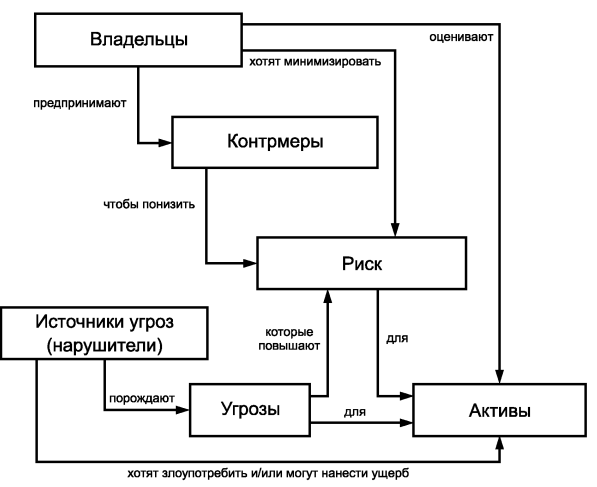 Владельцы
оценивают
хотят минимизировать
предпринимают
Контрмеры
чтобы понизить
Риск
Источники угроз
(нарушители)
которые
повышают
для
порождают
Угрозы
для
Активы
хотят злоупотребить и/или могут нанести ущерб